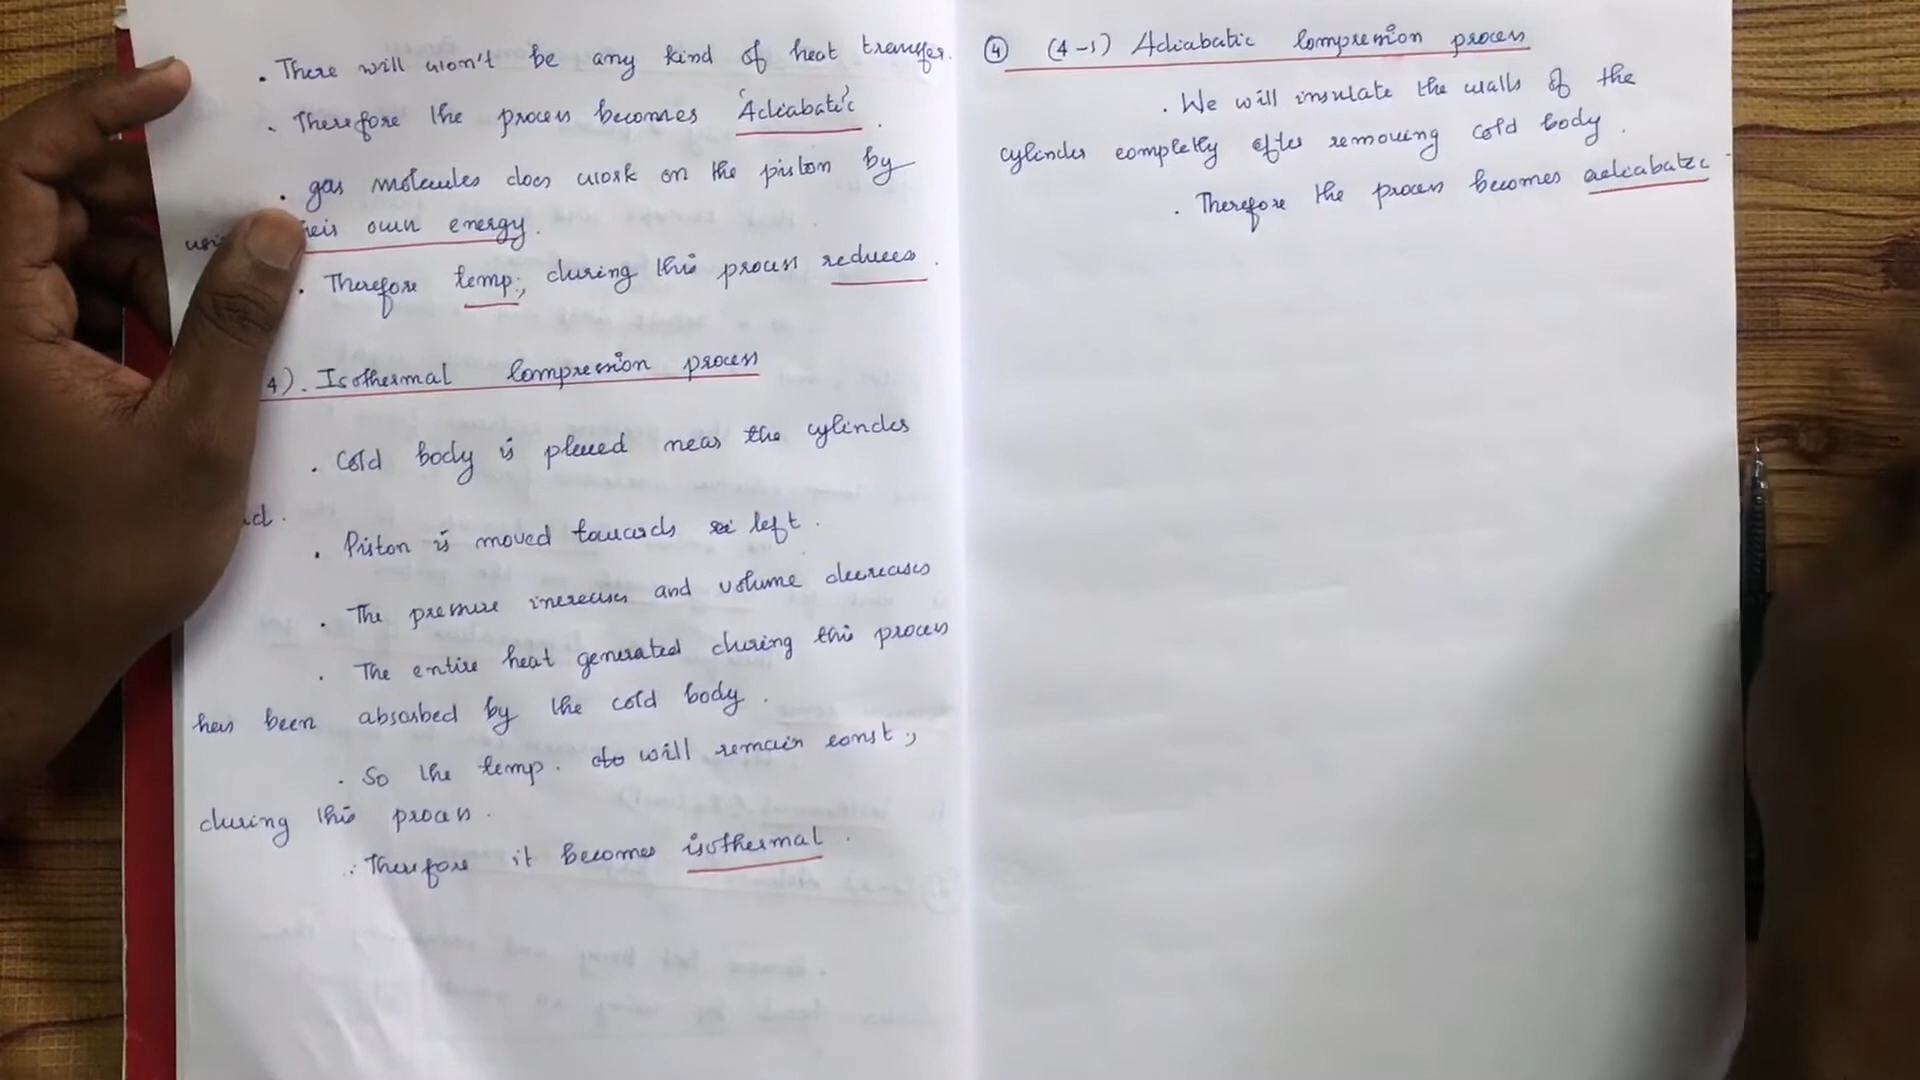 . There will won't be any kind of heat transfer.
. Therefore the process becomes 'Adiabatic'.
. gas molecules does work on the piston by
own energy.
. Therefore temp., during this process reduces.
4). Isothermal Compression process
. Cold body is placed near the cylinder
. Piston is moved towards left.
. The pressure increases and volume decreases
. The entire heat generated during this process
has been absorbed by the cold body.
. So the temp. will remain const.,
during this process.
∴ Therefore it becomes isothermal.
④ (4-1) Adiabatic Compression process
. We will insulate the walls of the
cylinder completly after removing cold body.
. Therefore the process becomes adiabatic